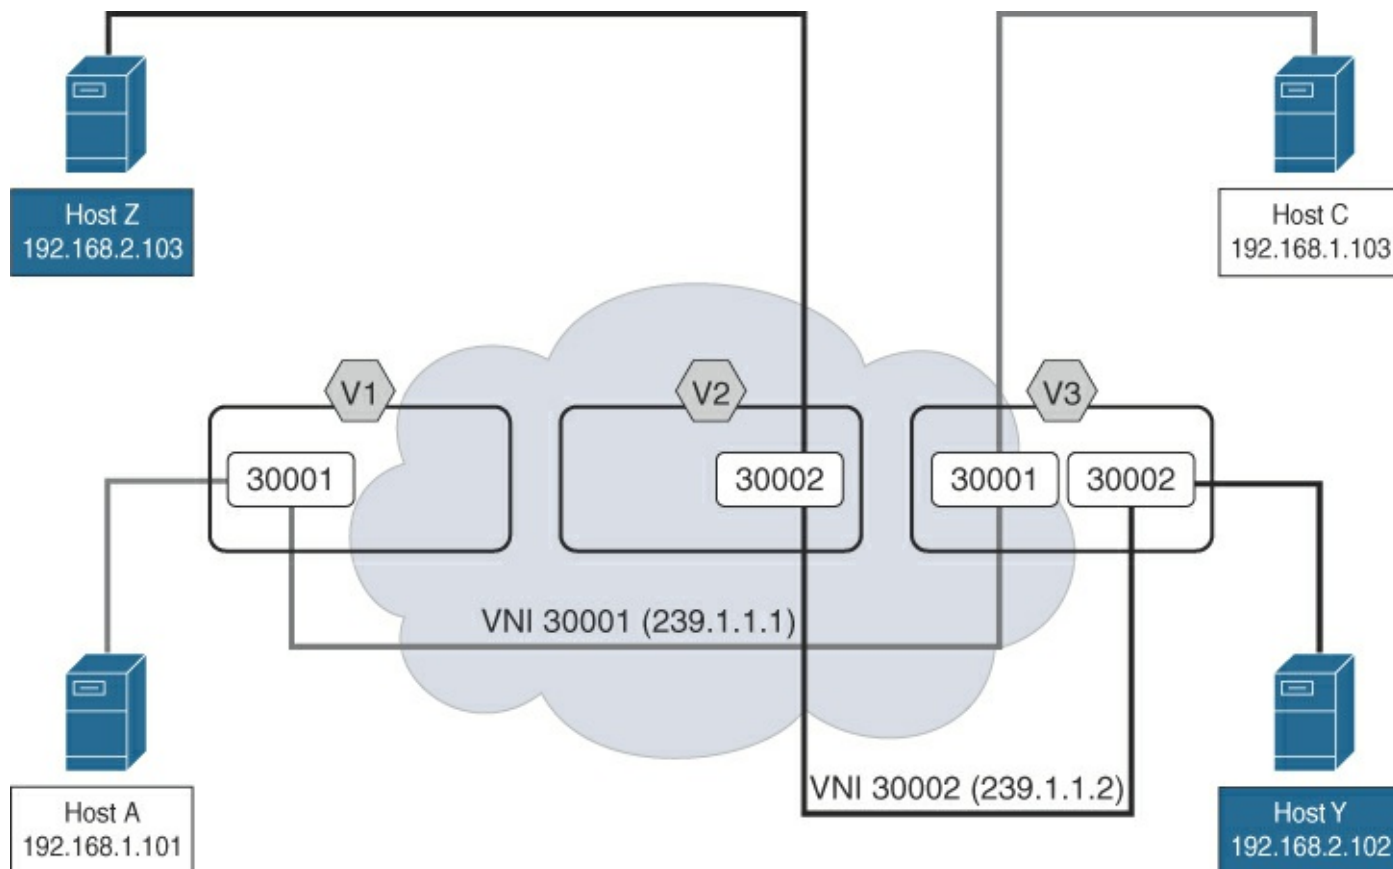 Host Z
192.168.2.103
Host C
192.168.1.103
V1
V2
V3
30001
30002
30001
30002
VNI 30001 (239.1.1.1)
VNI 30002 (239.1.1.2)
Host A
192.168.1.101
Host Y
192.168.2.102